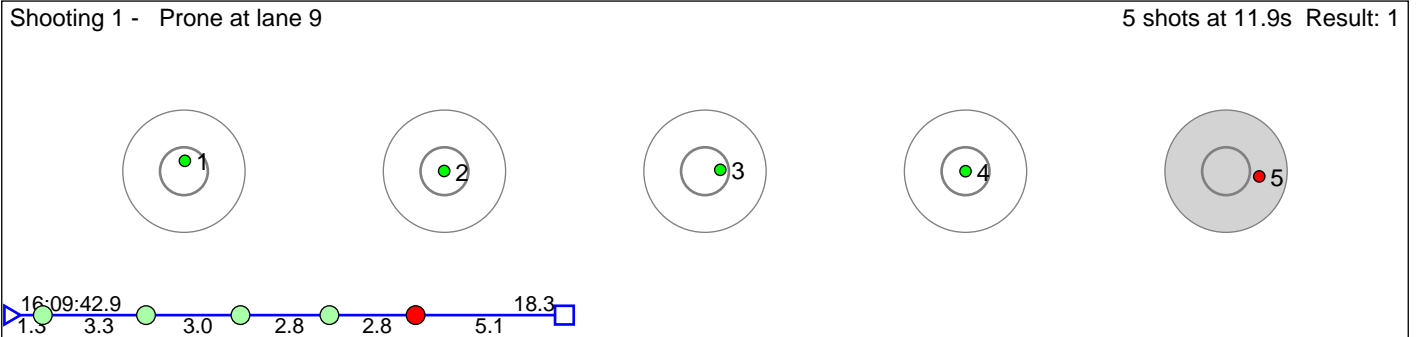 Shooting 1 -   Prone at lane 9
5 shots at 11.9s  Result: 1
1 2 3 4 5
16:09:42.9 18.3
1.3 3.3 3.0 2.8 2.8 5.1